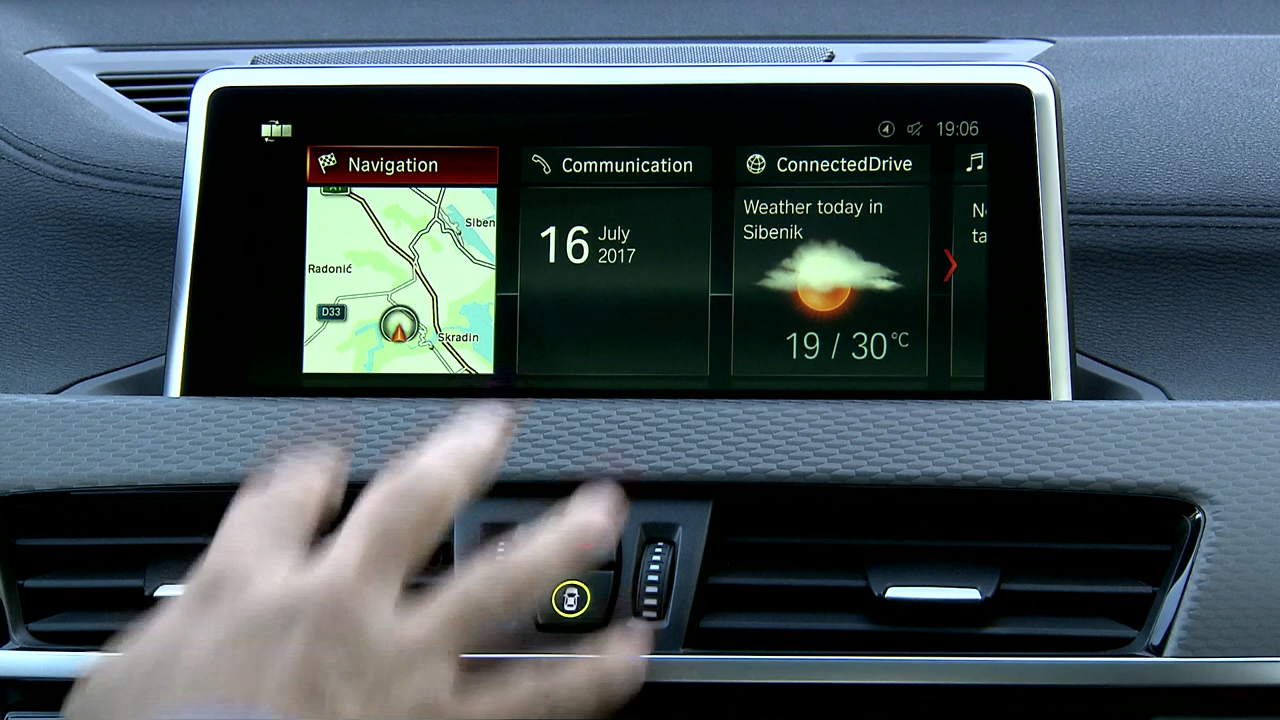 19:06
Navigation
Communication
ConnectedDrive
A1
Siben
Radonić
D33
Skradin
16 July
2017
Weather today in
Sibenik
19 / 30°C
N
ta